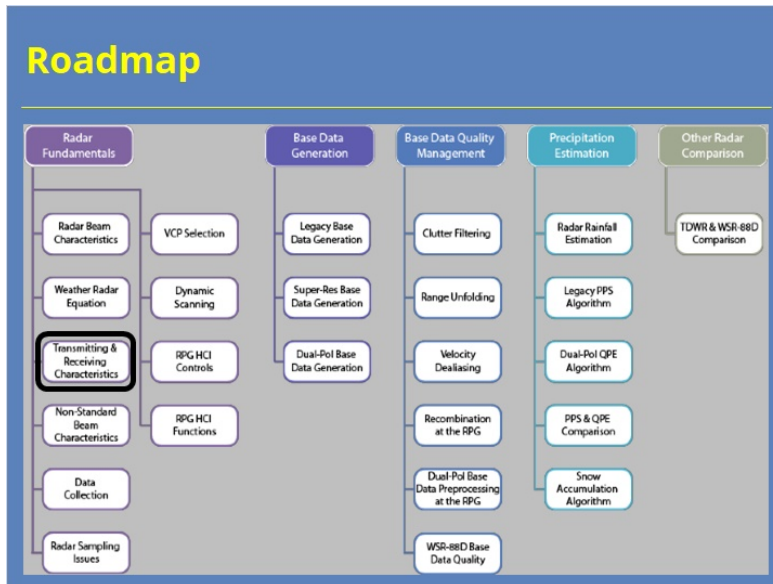 Roadmap
Radar
Fundamentals
Base Data
Generation
Base Data Quality
Management
Precipitation
Estimation
Other Radar
Comparison
Radar Beam
Characteristics
VCP Selection
Legacy Base
Data Generation
Clutter Filtering
Radar Rainfall
Estimation
TDWR & WSR-88D
Comparison
Weather Radar
Equation
Dynamic
Scanning
Super-Res Base
Data Generation
Range Unfolding
Legacy PPS
Algorithm
Transmitting &
Receiving
Characteristics
RPG HCI
Controls
Dual-Pol Base
Data Generation
Velocity
Dealiasing
Dual-Pol QPE
Algorithm
Non-Standard
Beam
Characteristics
RPG HCI
Functions
Recombination
at the RPG
PPS & QPE
Comparison
Data
Collection
Dual-Pol Base
Data Preprocessing
at the RPG
Snow
Accumulation
Algorithm
Radar Sampling
Issues
WSR-88D Base
Data Quality